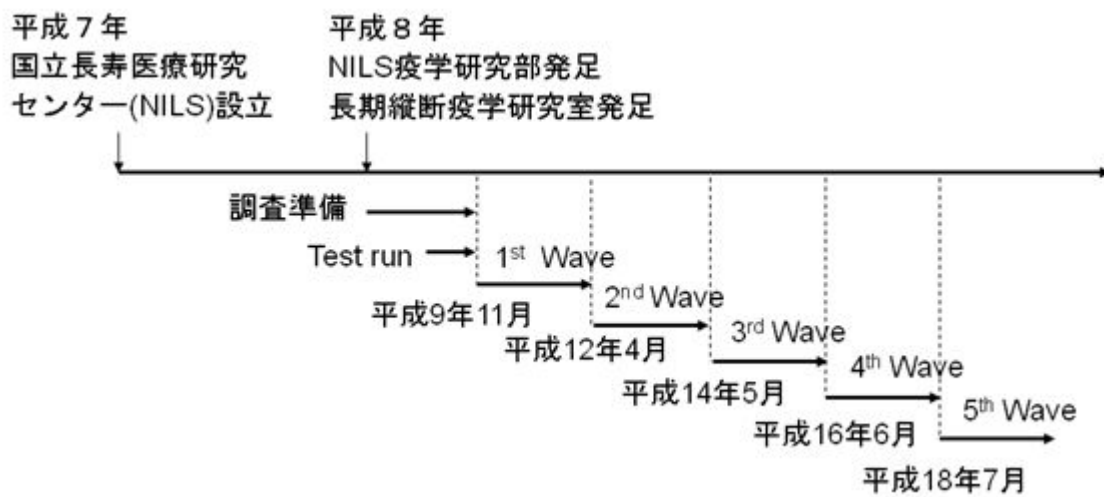 平成７年
国立長寿医療研究
センター(NILS)設立
平成８年
NILS疫学研究部発足
長期縦断疫学研究室発足
調査準備
Test run
1st Wave
平成9年11月
2nd Wave
平成12年4月
3rd Wave
平成14年5月
4th Wave
平成16年6月
5th Wave
平成18年7月